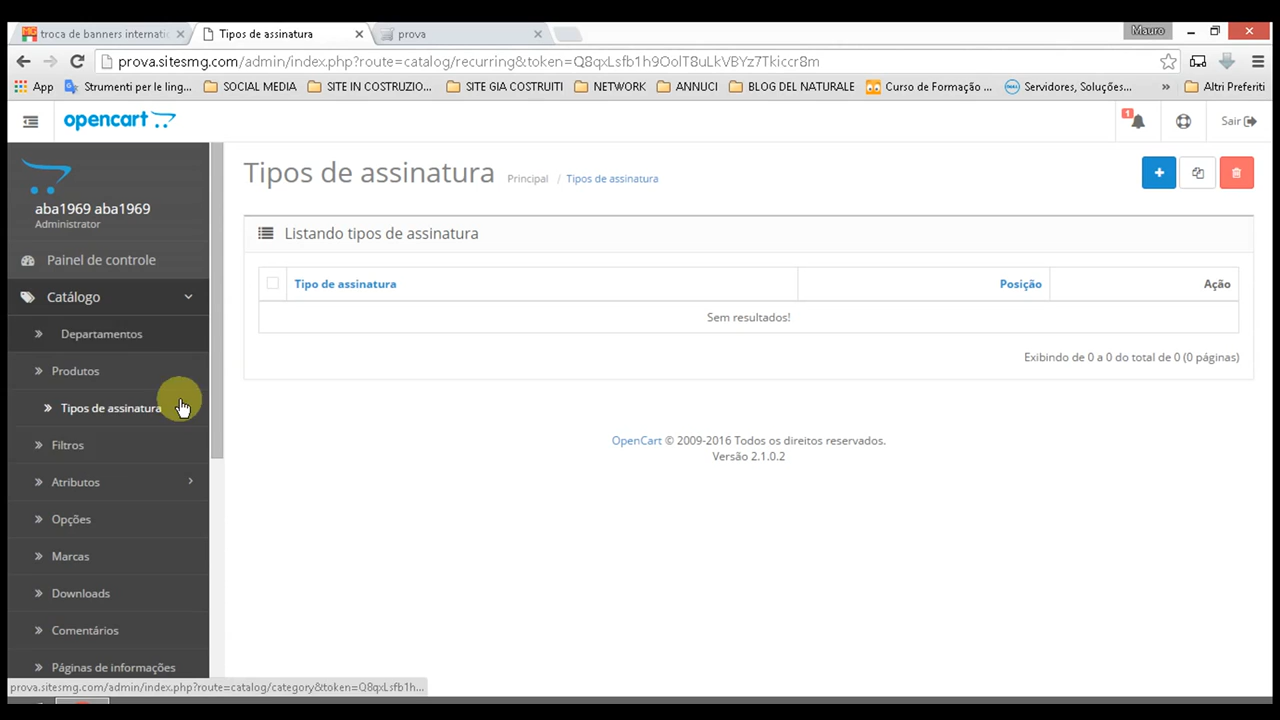 troca de banners internati
Tipos de assinatura
prova
Mauro
prova.sitesmg.com/admin/index.php?route=catalog/recurring&token=Q8qxLsfb1h9OolT8uLkVBYz7Tkiccr8m
App
Strumenti per le ling...
SOCIAL MEDIA
SITE IN COSTRUZIO...
SITE GIA COSTRUITI
NETWORK
ANNUCI
BLOG DEL NATURALE
Curso de Formação ...
Servidores, Soluções...
»
Altri Preferiti
opencart
1
Sair
aba1969 aba1969
Administrator
Painel de controle
Catálogo
Departamentos
Produtos
Tipos de assinatura
Filtros
Atributos
Opções
Marcas
Downloads
Comentários
Páginas de informações
Tipos de assinatura
Principal / Tipos de assinatura
Listando tipos de assinatura
Tipo de assinatura
Posição
Ação
Sem resultados!
Exibindo de 0 a 0 do total de 0 (0 páginas)
OpenCart © 2009-2016 Todos os direitos reservados.
Versão 2.1.0.2
prova.sitesmg.com/admin/index.php?route=catalog/category&token=Q8qxLsfb1h...